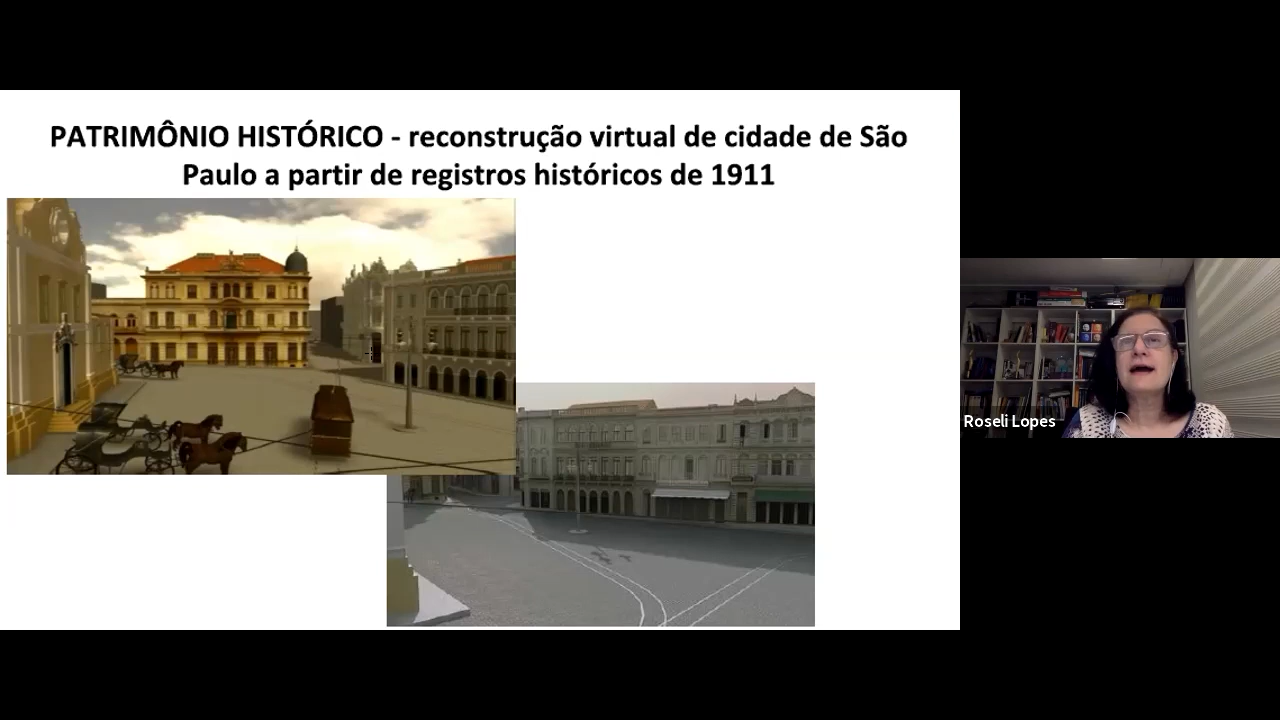 PATRIMÔNIO HISTÓRICO - reconstrução virtual de cidade de São
Paulo a partir de registros históricos de 1911
Roseli Lopes